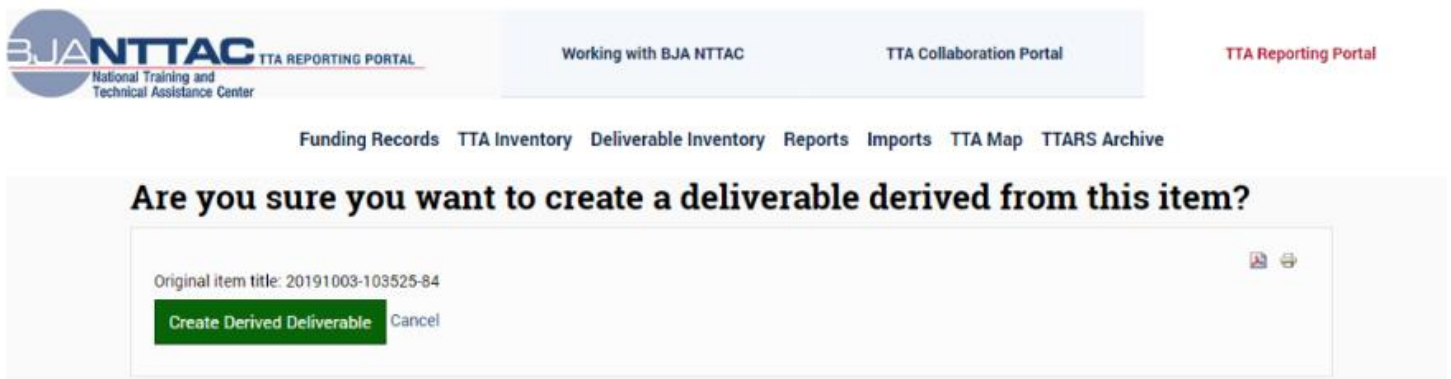 BJANTTAC TTA REPORTING PORTAL
National Training and
Technical Assistance Center
Working with BJA NTTAC
TTA Collaboration Portal
TTA Reporting Portal
Funding Records TTA Inventory Deliverable Inventory Reports Imports TTA Map TTARS Archive
Are you sure you want to create a deliverable derived from this item?
Original item title: 20191003-103525-84
Create Derived Deliverable Cancel